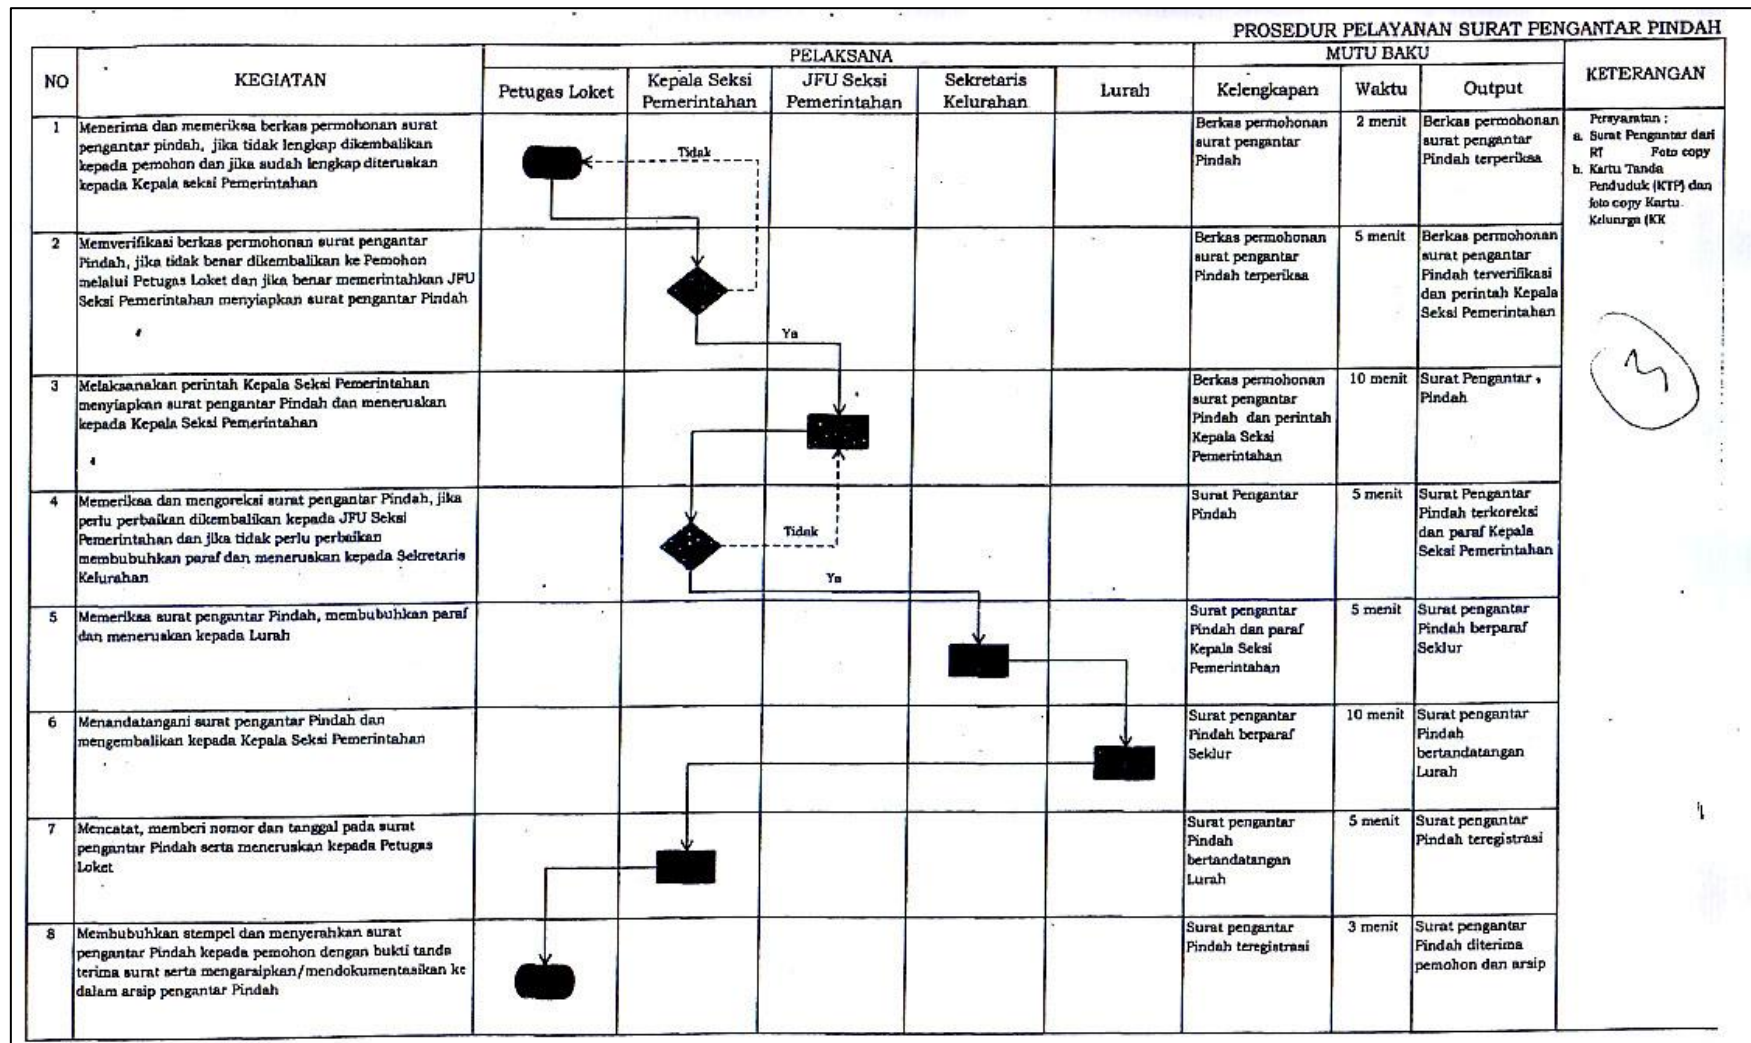 PROSEDUR PELAYANAN SURAT PENGANTAR PINDAH
NO
KEGIATAN
PELAKSANA
MUTU BAKU
KETERANGAN
Petugas Loket
Kepala Seksi
Pemerintahan
JFU Seksi
Pemerintahan
Sekretaris
Kelurahan
Lurah
Kelengkapan
Waktu
Output
1
Menerima dan memeriksa berkas permohonan surat
pengantar pindah, jika tidak lengkap dikembalikan
kepada pemohon dan jika sudah lengkap diteruskan
kepada Kepala seksi Pemerintahan
Tidak
Berkas permohonan
surat pengantar
Pindah
2 menit
Berkas permohonan
surat pengantar
Pindah terperiksa
Persyaratan :
a. Surat Pengantar dari
RT Foto copy
b. Kartu Tanda
Penduduk (KTP) dan
foto copy Kartu
Keluarga (KK
2
Memverifikasi berkas permohonan surat pengantar
Pindah, jika tidak benar dikembalikan ke Pemohon
melalui Petugas Loket dan jika benar memerintahkan JFU
Seksi Pemerintahan menyiapkan surat pengantar Pindah
Ya
Berkas permohonan
surat pengantar
Pindah terperiksa
5 menit
Berkas permohonan
surat pengantar
Pindah terverifikasi
dan perintah Kepala
Seksi Pemerintahan
3
3
Melaksanakan perintah Kepala Seksi Pemerintahan
menyiapkan surat pengantar Pindah dan meneruskan
kepada Kepala Seksi Pemerintahan
Berkas permohonan
surat pengantar
Pindah dan perintah
Kepala Seksi
Pemerintahan
10 menit
Surat Pengantar
Pindah
4
Memeriksa dan mengoreksi surat pengantar Pindah, jika
perlu perbaikan dikembalikan kepada JFU Seksi
Pemerintahan dan jika tidak perlu perbaikan
membubuhkan paraf dan meneruskan kepada Sekretaris
Kelurahan
Tidak
Ya
Surat Pengantar
Pindah
5 menit
Surat Pengantar
Pindah terkoreksi
dan paraf Kepala
Seksi Pemerintahan
5
Memeriksa surat pengantar Pindah, membubuhkan paraf
dan meneruskan kepada Lurah
Surat pengantar
Pindah dan paraf
Kepala Seksi
Pemerintahan
5 menit
Surat pengantar
Pindah berparaf
Seklur
6
Menandatangani surat pengantar Pindah dan
mengembalikan kepada Kepala Seksi Pemerintahan
Surat pengantar
Pindah berparaf
Seklur
10 menit
Surat pengantar
Pindah
bertandatangan
Lurah
7
Mencatat, memberi nomor dan tanggal pada surat
pengantar Pindah serta meneruskan kepada Petugas
Loket
Surat pengantar
Pindah
bertandatangan
Lurah
5 menit
Surat pengantar
Pindah teregistrasi
8
Membubuhkan stempel dan menyerahkan surat
pengantar Pindah kepada pemohon dengan bukti tanda
terima surat serta mengarsipkan/mendokumentasikan ke
dalam arsip pengantar Pindah
Surat pengantar
Pindah teregistrasi
3 menit
Surat pengantar
Pindah diterima
pemohon dan arsip